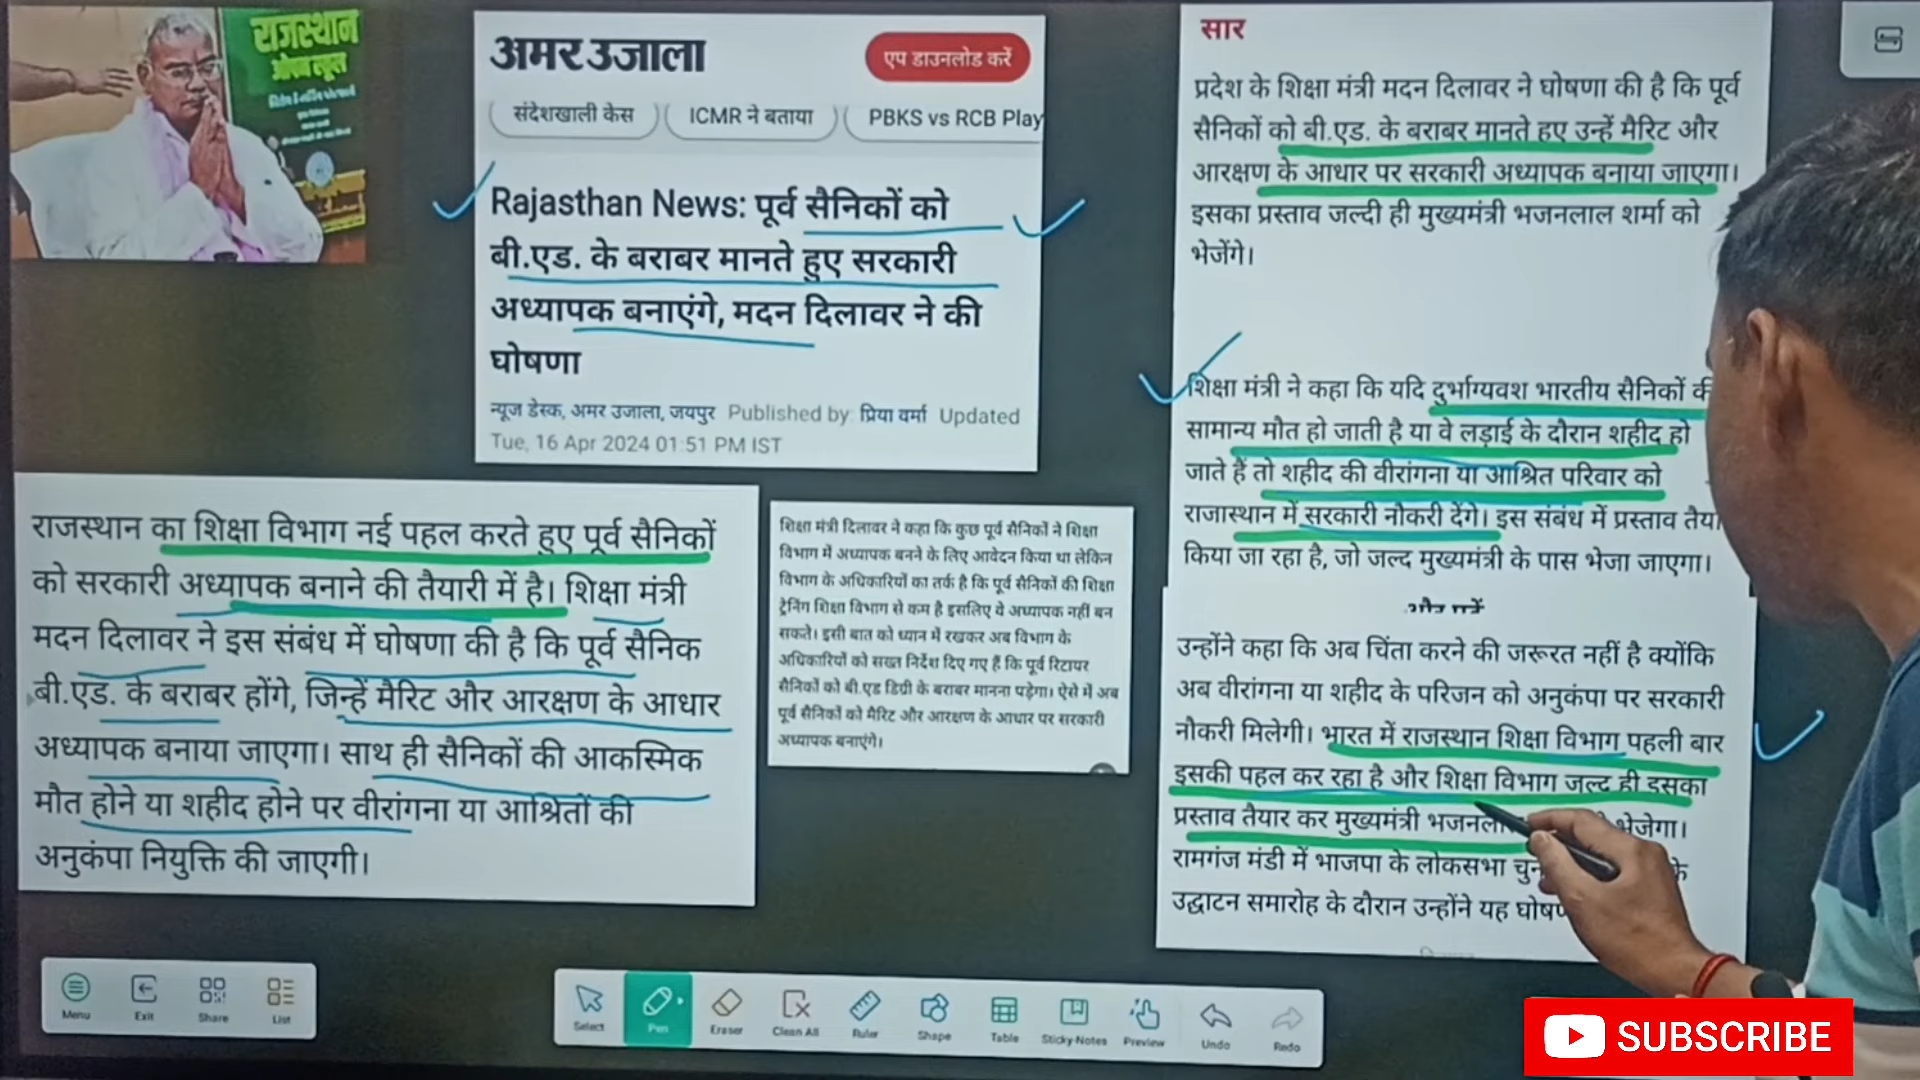 राजस्थान
ओपन स्कूल
अमर उजाला
एप डाउनलोड करें
संदेशखाली केस
ICMR ने बताया
PBKS vs RCB Play
Rajasthan News: पूर्व सैनिकों को
बी.एड. के बराबर मानते हुए सरकारी
अध्यापक बनाएंगे, मदन दिलावर ने की
घोषणा
न्यूज डेस्क, अमर उजाला, जयपुर Published by: प्रिया वर्मा Updated
Tue, 16 Apr 2024 01:51 PM IST
सार
प्रदेश के शिक्षा मंत्री मदन दिलावर ने घोषणा की है कि पूर्व
सैनिकों को बी.एड. के बराबर मानते हुए उन्हें मैरिट और
आरक्षण के आधार पर सरकारी अध्यापक बनाया जाएगा।
इसका प्रस्ताव जल्दी ही मुख्यमंत्री भजनलाल शर्मा को
भेजेंगे।
शिक्षा मंत्री ने कहा कि यदि दुर्भाग्यवश भारतीय सैनिकों की
सामान्य मौत हो जाती है या वे लड़ाई के दौरान शहीद हो
जाते हैं तो शहीद की वीरांगना या आश्रित परिवार को
राजास्थान में सरकारी नौकरी देंगे। इस संबंध में प्रस्ताव तैया
किया जा रहा है, जो जल्द मुख्यमंत्री के पास भेजा जाएगा।
उन्होंने कहा कि अब चिंता करने की जरूरत नहीं है क्योंकि
अब वीरांगना या शहीद के परिजन को अनुकंपा पर सरकारी
नौकरी मिलेगी। भारत में राजस्थान शिक्षा विभाग पहली बार
इसकी पहल कर रहा है और शिक्षा विभाग जल्द ही इसका
प्रस्ताव तैयार कर मुख्यमंत्री भेजेगा।
रामगंज मंडी में भाजपा के लोकसभा के
उद्घाटन समारोह के दौरान उन्होंने यह
राजस्थान का शिक्षा विभाग नई पहल करते हुए पूर्व सैनिकों
को सरकारी अध्यापक बनाने की तैयारी में है। शिक्षा मंत्री
मदन दिलावर ने इस संबंध में घोषणा की है कि पूर्व सैनिक
बी.एड. के बराबर होंगे, जिन्हें मैरिट और आरक्षण के आधार
अध्यापक बनाया जाएगा। साथ ही सैनिकों की आकस्मिक
मौत होने या शहीद होने पर वीरांगना या आश्रितों की
अनुकंपा नियुक्ति की जाएगी।
शिक्षा मंत्री दिलावर ने कहा कि कुछ पूर्व सैनिकों ने शिक्षा
विभाग में अध्यापक बनने के लिए आवेदन किया था लेकिन
विभाग के अधिकारियों का तर्क है कि पूर्व सैनिकों की शिक्षा
ट्रेनिंग शिक्षा विभाग से कम है इसलिए वे अध्यापक नहीं बन
सकते। इसी बात को ध्यान में रखकर अब विभाग के
अधिकारियों को सख्त निर्देश दिए गए हैं कि पूर्व रिटायर
सैनिकों को बी.एड डिग्री के बराबर मानना पड़ेगा। ऐसे में अब
पूर्व सैनिकों को मैरिट और आरक्षण के आधार पर सरकारी
अध्यापक बनाएंगे।
Menu Exit Share List
Select Pen Eraser Clean All Ruler Shape Table Sticky-Notes Preview Undo Redo
SUBSCRIBE